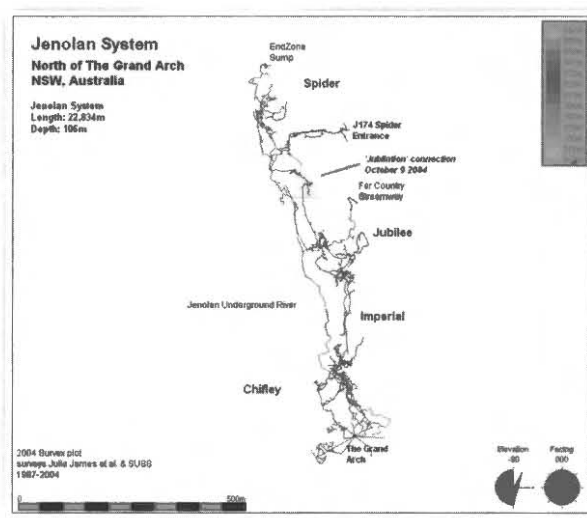 Jenolan System
North of The Grand Arch
NSW, Australia
Jenolan System
Length: 22,834m
Depth: 106m
EndZone
Sump
Spider
J174 Spider
Entrance
'Jubilation' connection
October 9 2004
Far Country
Streamway
Jubilee
Jenolan Underground River
Imperial
Chifley
The Grand
Arch
2004 Survex plot
surveys Julia James et al. & SUSS
1987-2004
500m
Elevation
-90
Facing
000